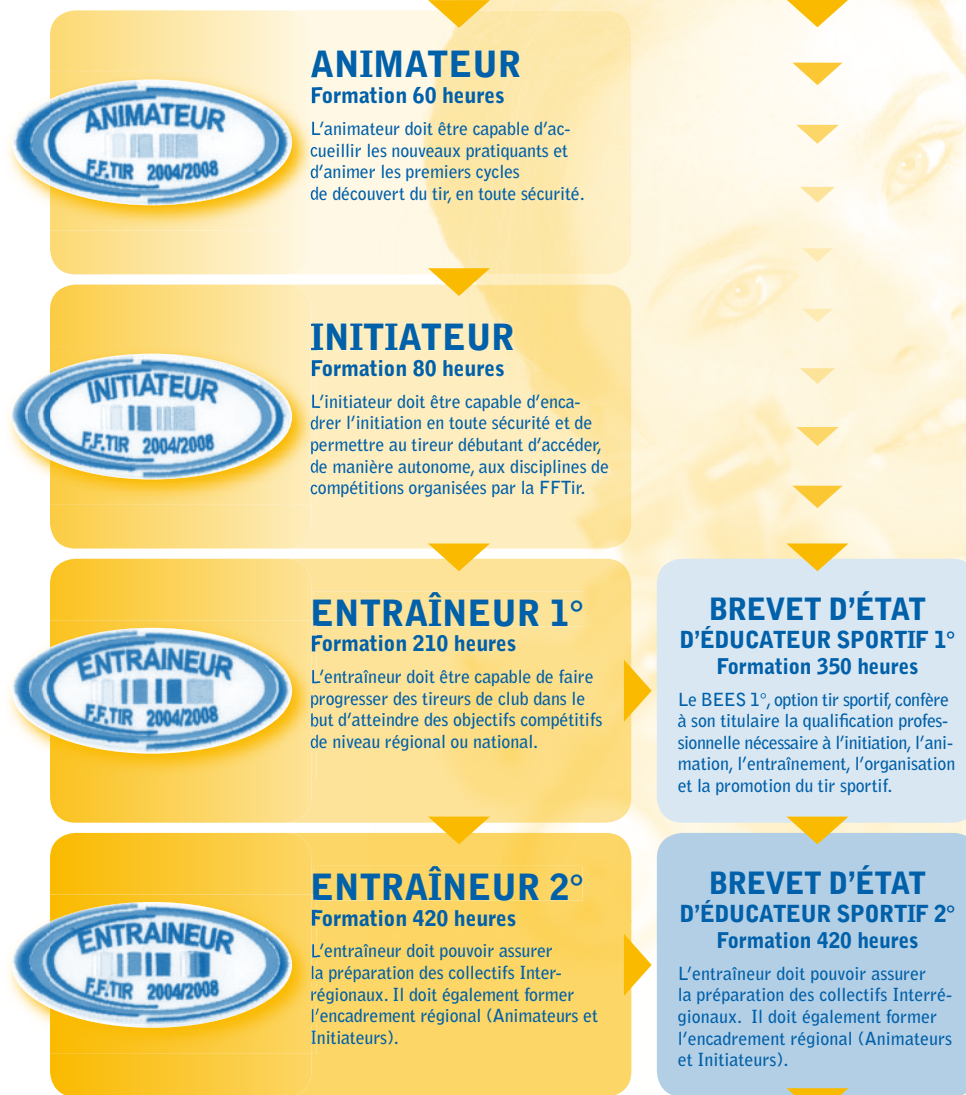 ANIMATEUR
F.F.TIR 2004/2008
ANIMATEUR
Formation 60 heures
L'animateur doit être capable d'ac-
cueillir les nouveaux pratiquants et
d'animer les premiers cycles
de découvert du tir, en toute sécurité.
INITIATEUR
F.F.TIR 2004/2008
INITIATEUR
Formation 80 heures
L'initiateur doit être capable d'enca-
drer l'initiation en toute sécurité et de
permettre au tireur débutant d'accéder,
de manière autonome, aux disciplines de
compétitions organisées par la FFTir.
ENTRAINEUR
F.F.TIR 2004/2008
ENTRAÎNEUR 1°
Formation 210 heures
L'entraîneur doit être capable de faire
progresser des tireurs de club dans le
but d'atteindre des objectifs compétitifs
de niveau régional ou national.
BREVET D'ÉTAT
D'ÉDUCATEUR SPORTIF 1°
Formation 350 heures
Le BEES 1°, option tir sportif, confère
à son titulaire la qualification profes-
sionnelle nécessaire à l'initiation, l'ani-
mation, l'entraînement, l'organisation
et la promotion du tir sportif.
ENTRAINEUR
F.F.TIR 2004/2008
ENTRAÎNEUR 2°
Formation 420 heures
L'entraîneur doit pouvoir assurer
la préparation des collectifs Inter-
régionaux. Il doit également former
l'encadrement régional (Animateurs et
Initiateurs).
BREVET D'ÉTAT
D'ÉDUCATEUR SPORTIF 2°
Formation 420 heures
L'entraîneur doit pouvoir assurer
la préparation des collectifs Interré-
gionaux. Il doit également former
l'encadrement régional (Animateurs
et Initiateurs).